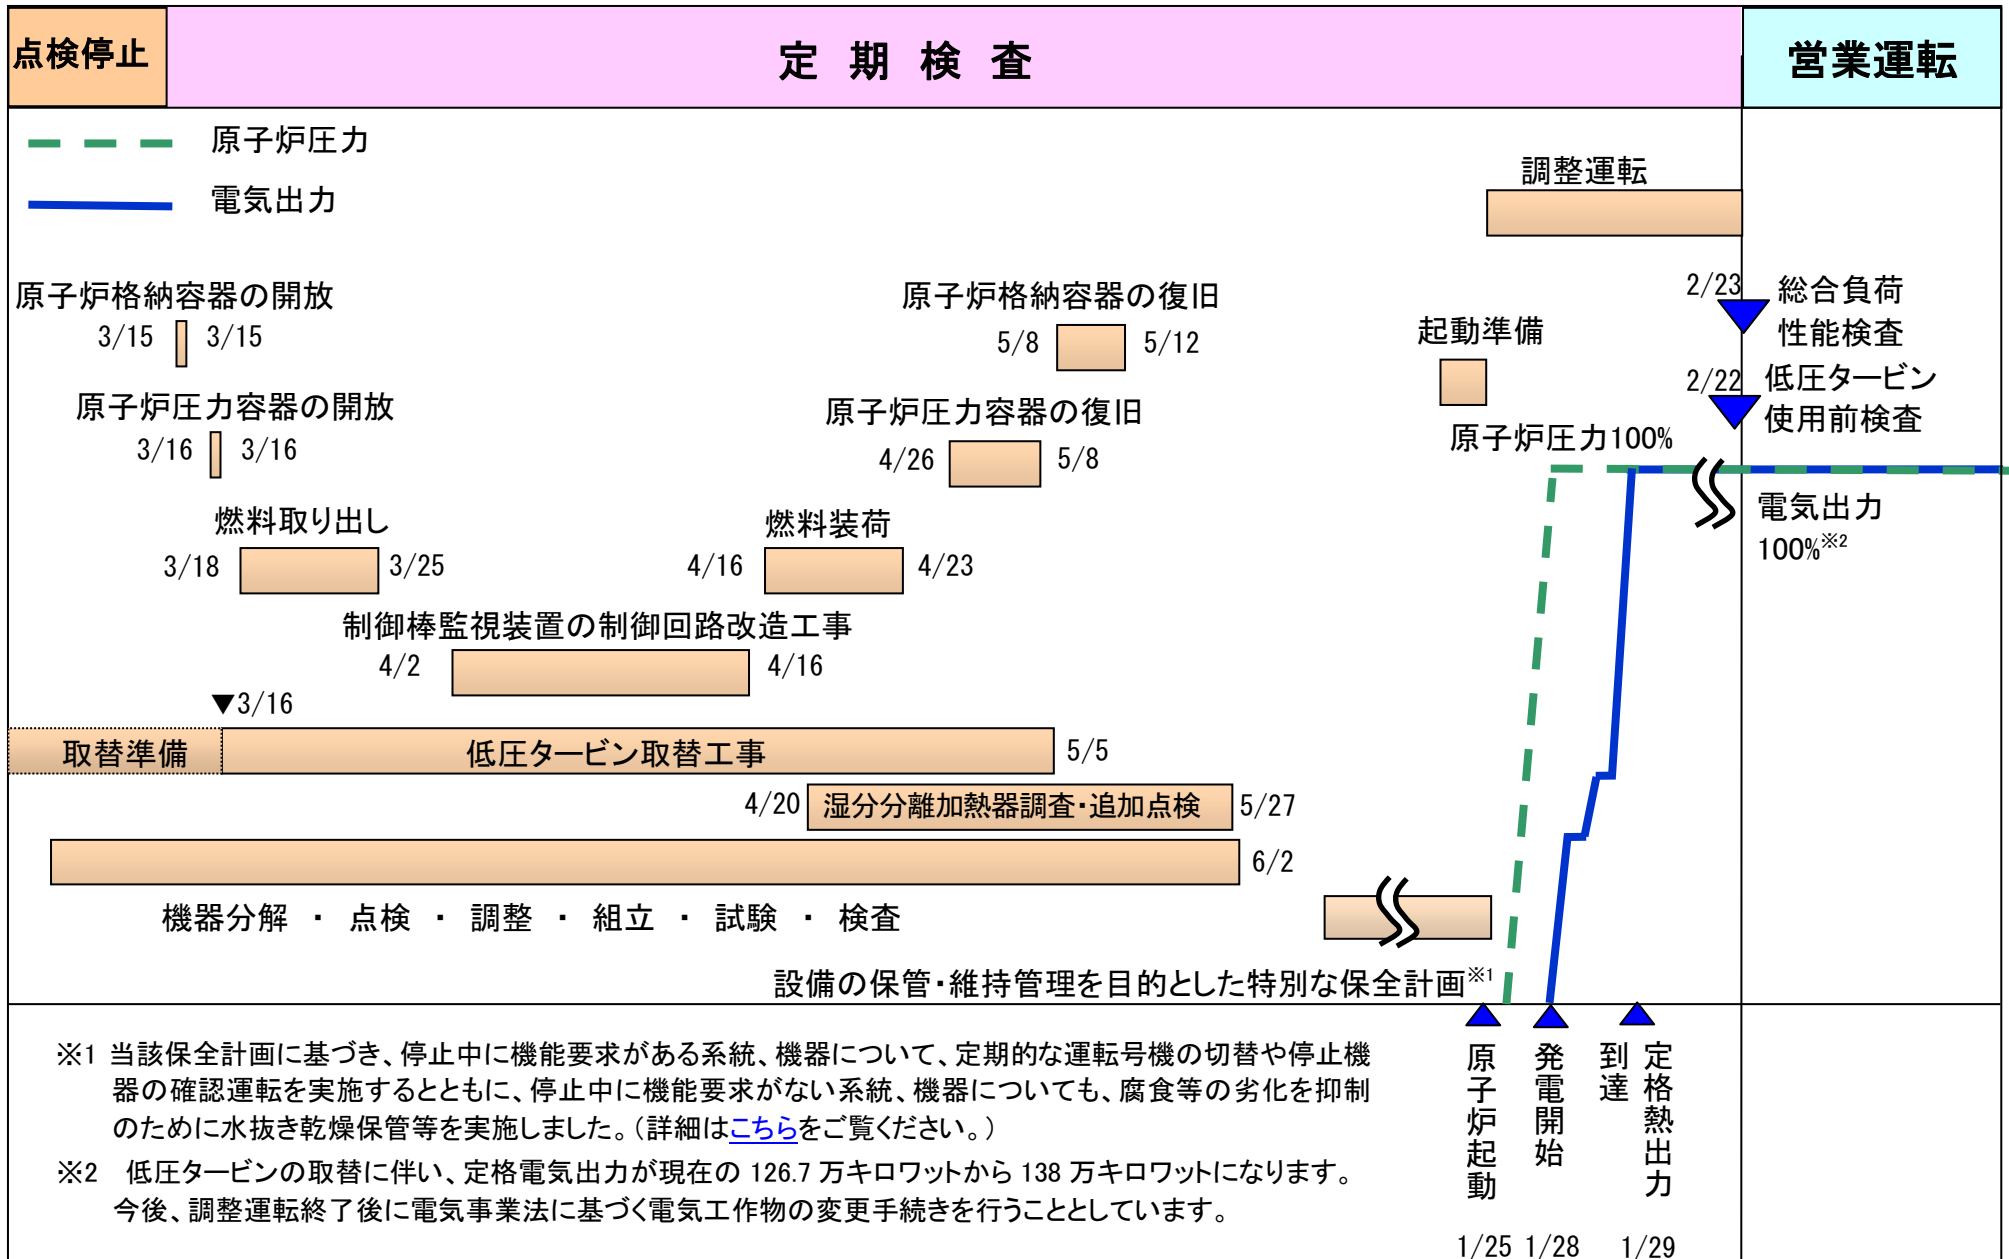 点検停止
定 期 検 査
営業運転
原子炉圧力
電気出力
調整運転
原子炉格納容器の開放
3/15
3/15
原子炉格納容器の復旧
5/8
5/12
起動準備
2/23
総合負荷
性能検査
原子炉圧力容器の開放
3/16
3/16
原子炉圧力容器の復旧
4/26
5/8
2/22
低圧タービン
使用前検査
原子炉圧力100%
燃料取り出し
3/18
3/25
燃料装荷
4/16
4/23
電気出力
100%※2
制御棒監視装置の制御回路改造工事
4/2
4/16
▼3/16
取替準備
低圧タービン取替工事
5/5
4/20
湿分分離加熱器調査・追加点検
5/27
6/2
機器分解 ・ 点検 ・ 調整 ・ 組立 ・ 試験 ・ 検査
設備の保管・維持管理を目的とした特別な保全計画※1
※1 当該保全計画に基づき、停止中に機能要求がある系統、機器について、定期的な運転号機の切替や停止機
器の確認運転を実施するとともに、停止中に機能要求がない系統、機器についても、腐食等の劣化を抑制
のために水抜き乾燥保管等を実施しました。（詳細はこちらをご覧ください。）
※2 低圧タービンの取替に伴い、定格電気出力が現在の 126.7 万キロワットから 138 万キロワットになります。
今後、調整運転終了後に電気事業法に基づく電気工作物の変更手続きを行うこととしています。
原子炉起動
1/25
発電開始
1/28
定格熱出力
到達
1/29